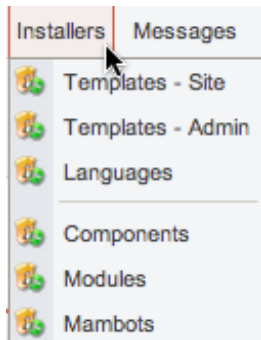 Installers Messages
Templates - Site
Templates - Admin
Languages
Components
Modules
Mambots